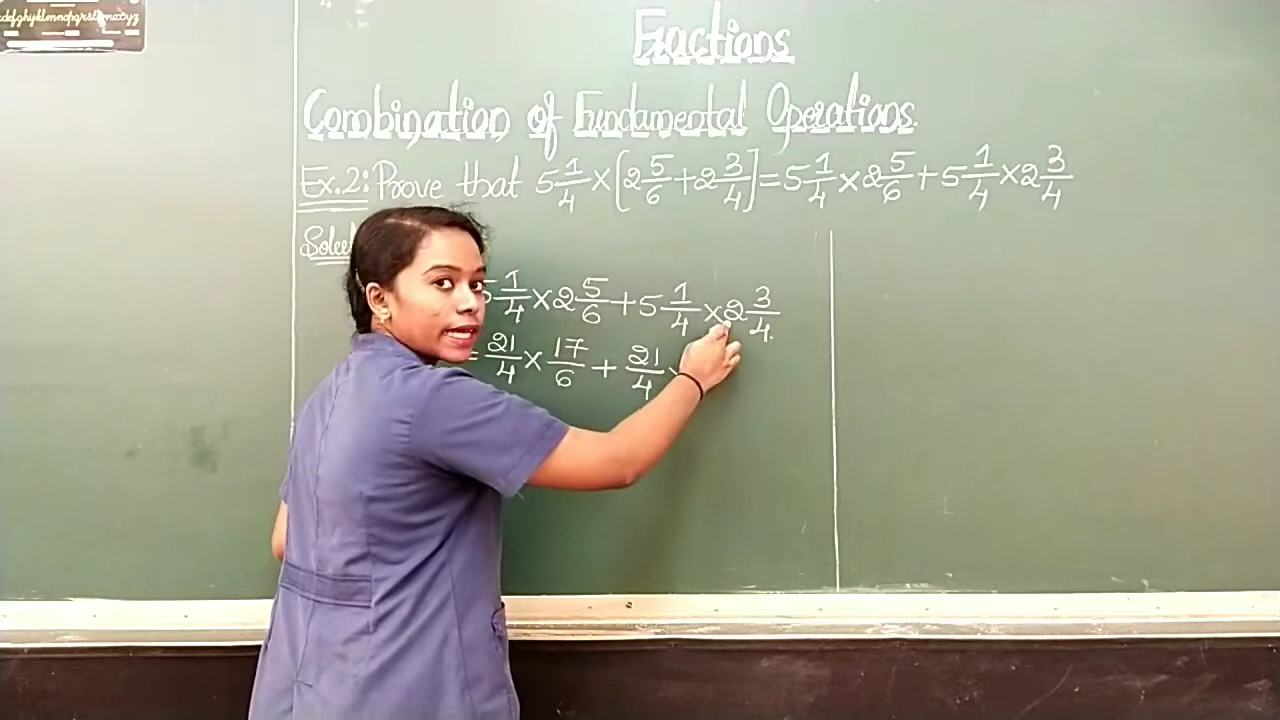 cdefghyklmnopqrstuvwxyz
Fractions
Combination of Fundamental Operations.
Ex.2: Prove that 5 1/4 × [2 5/6 + 2 3/4] = 5 1/4 × 2 5/6 + 5 1/4 × 2 3/4
5 1/4 × 2 5/6 + 5 1/4 × 2 3/4.
= 21/4 × 17/6 + 21/4 ×